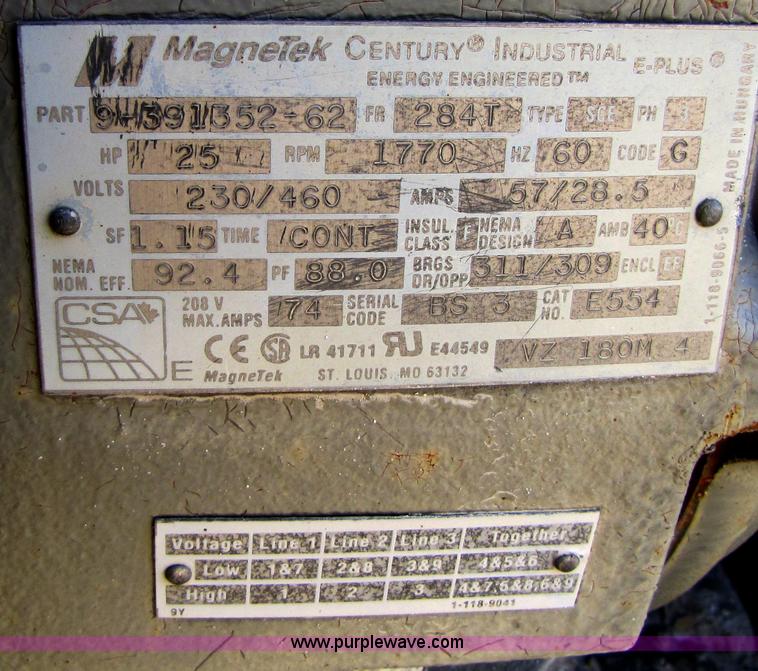 MagneTek CENTURY® INDUSTRIAL E-PLUS®
ENERGY ENGINEERED™
PART 9-391352-62 FR 284T TYPE SCE PH 3
HP 25 RPM 1770 HZ 60 CODE G
VOLTS 230/460 AMPS 57/28.5
SF 1.15 TIME CONT INSUL. CLASS F NEMA DESIGN A AMB 40°C
NEMA NOM. EFF. 92.4 PF 88.0 BRGS DR/OPP 311/309 ENCL EF
208 V MAX. AMPS 74 SERIAL CODE BS 3 CAT NO. E554
CSA
E
CE SA LR 41711 RU E44549 VZ 180M 4
MagneTek ST. LOUIS, MO 63132
1-118-9066-5 MADE IN HUNGARY
Voltage Line 1 Line 2 Line 3 Together
Low 1&7 2&8 3&9 4&5&6
High 1 2 3 4&7,5&8,6&9
9Y 1-118-9041
www.purplewave.com